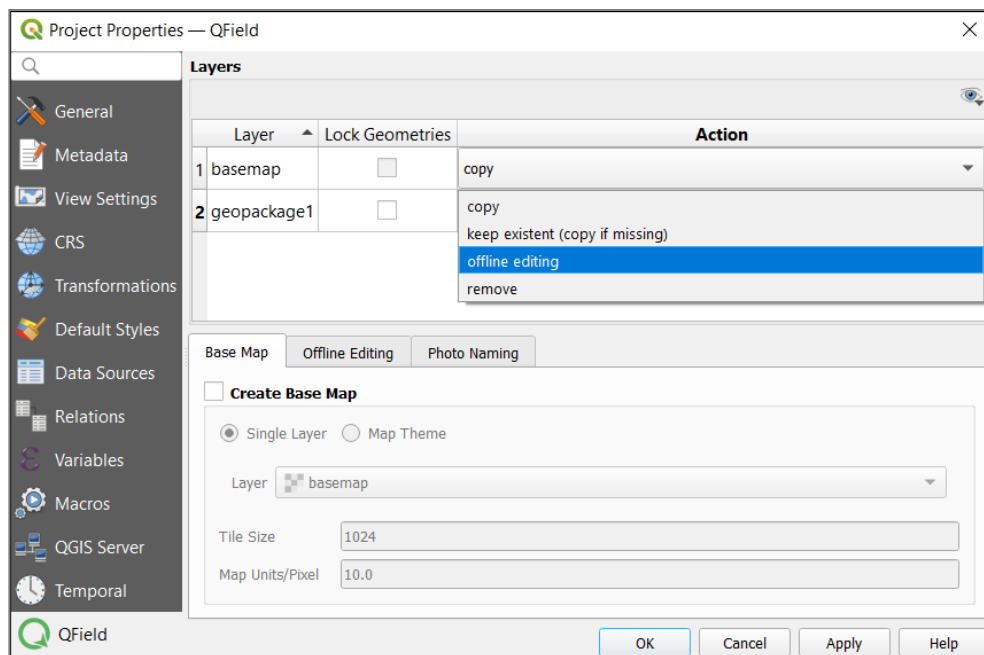 Project Properties — QField
Layers
General
Metadata
View Settings
CRS
Transformations
Default Styles
Data Sources
Relations
Variables
Macros
QGIS Server
Temporal
QField
Layer Lock Geometries Action
1 basemap copy
2 geopackage1
copy
keep existent (copy if missing)
offline editing
remove
Base Map Offline Editing Photo Naming
Create Base Map
Single Layer Map Theme
Layer basemap
Tile Size 1024
Map Units/Pixel 10.0
OK Cancel Apply Help